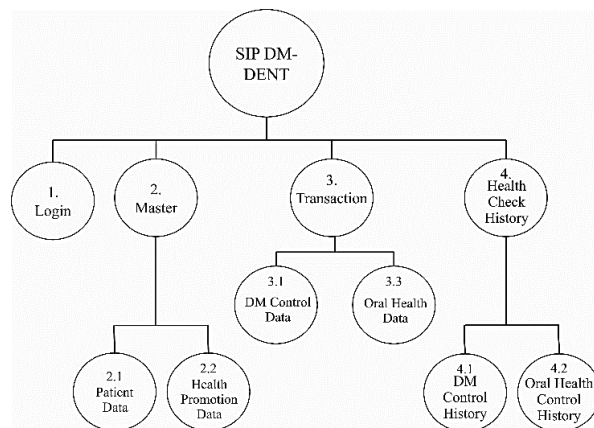 SIP DM-
DENT
1.
Login
2.
Master
3.
Transaction
4.
Health
Check
History
3.1
DM Control
Data
3.3
Oral Health
Data
2.1
Patient
Data
2.2
Health
Promotion
Data
4.1
DM
Control
History
4.2
Oral Health
Control
History